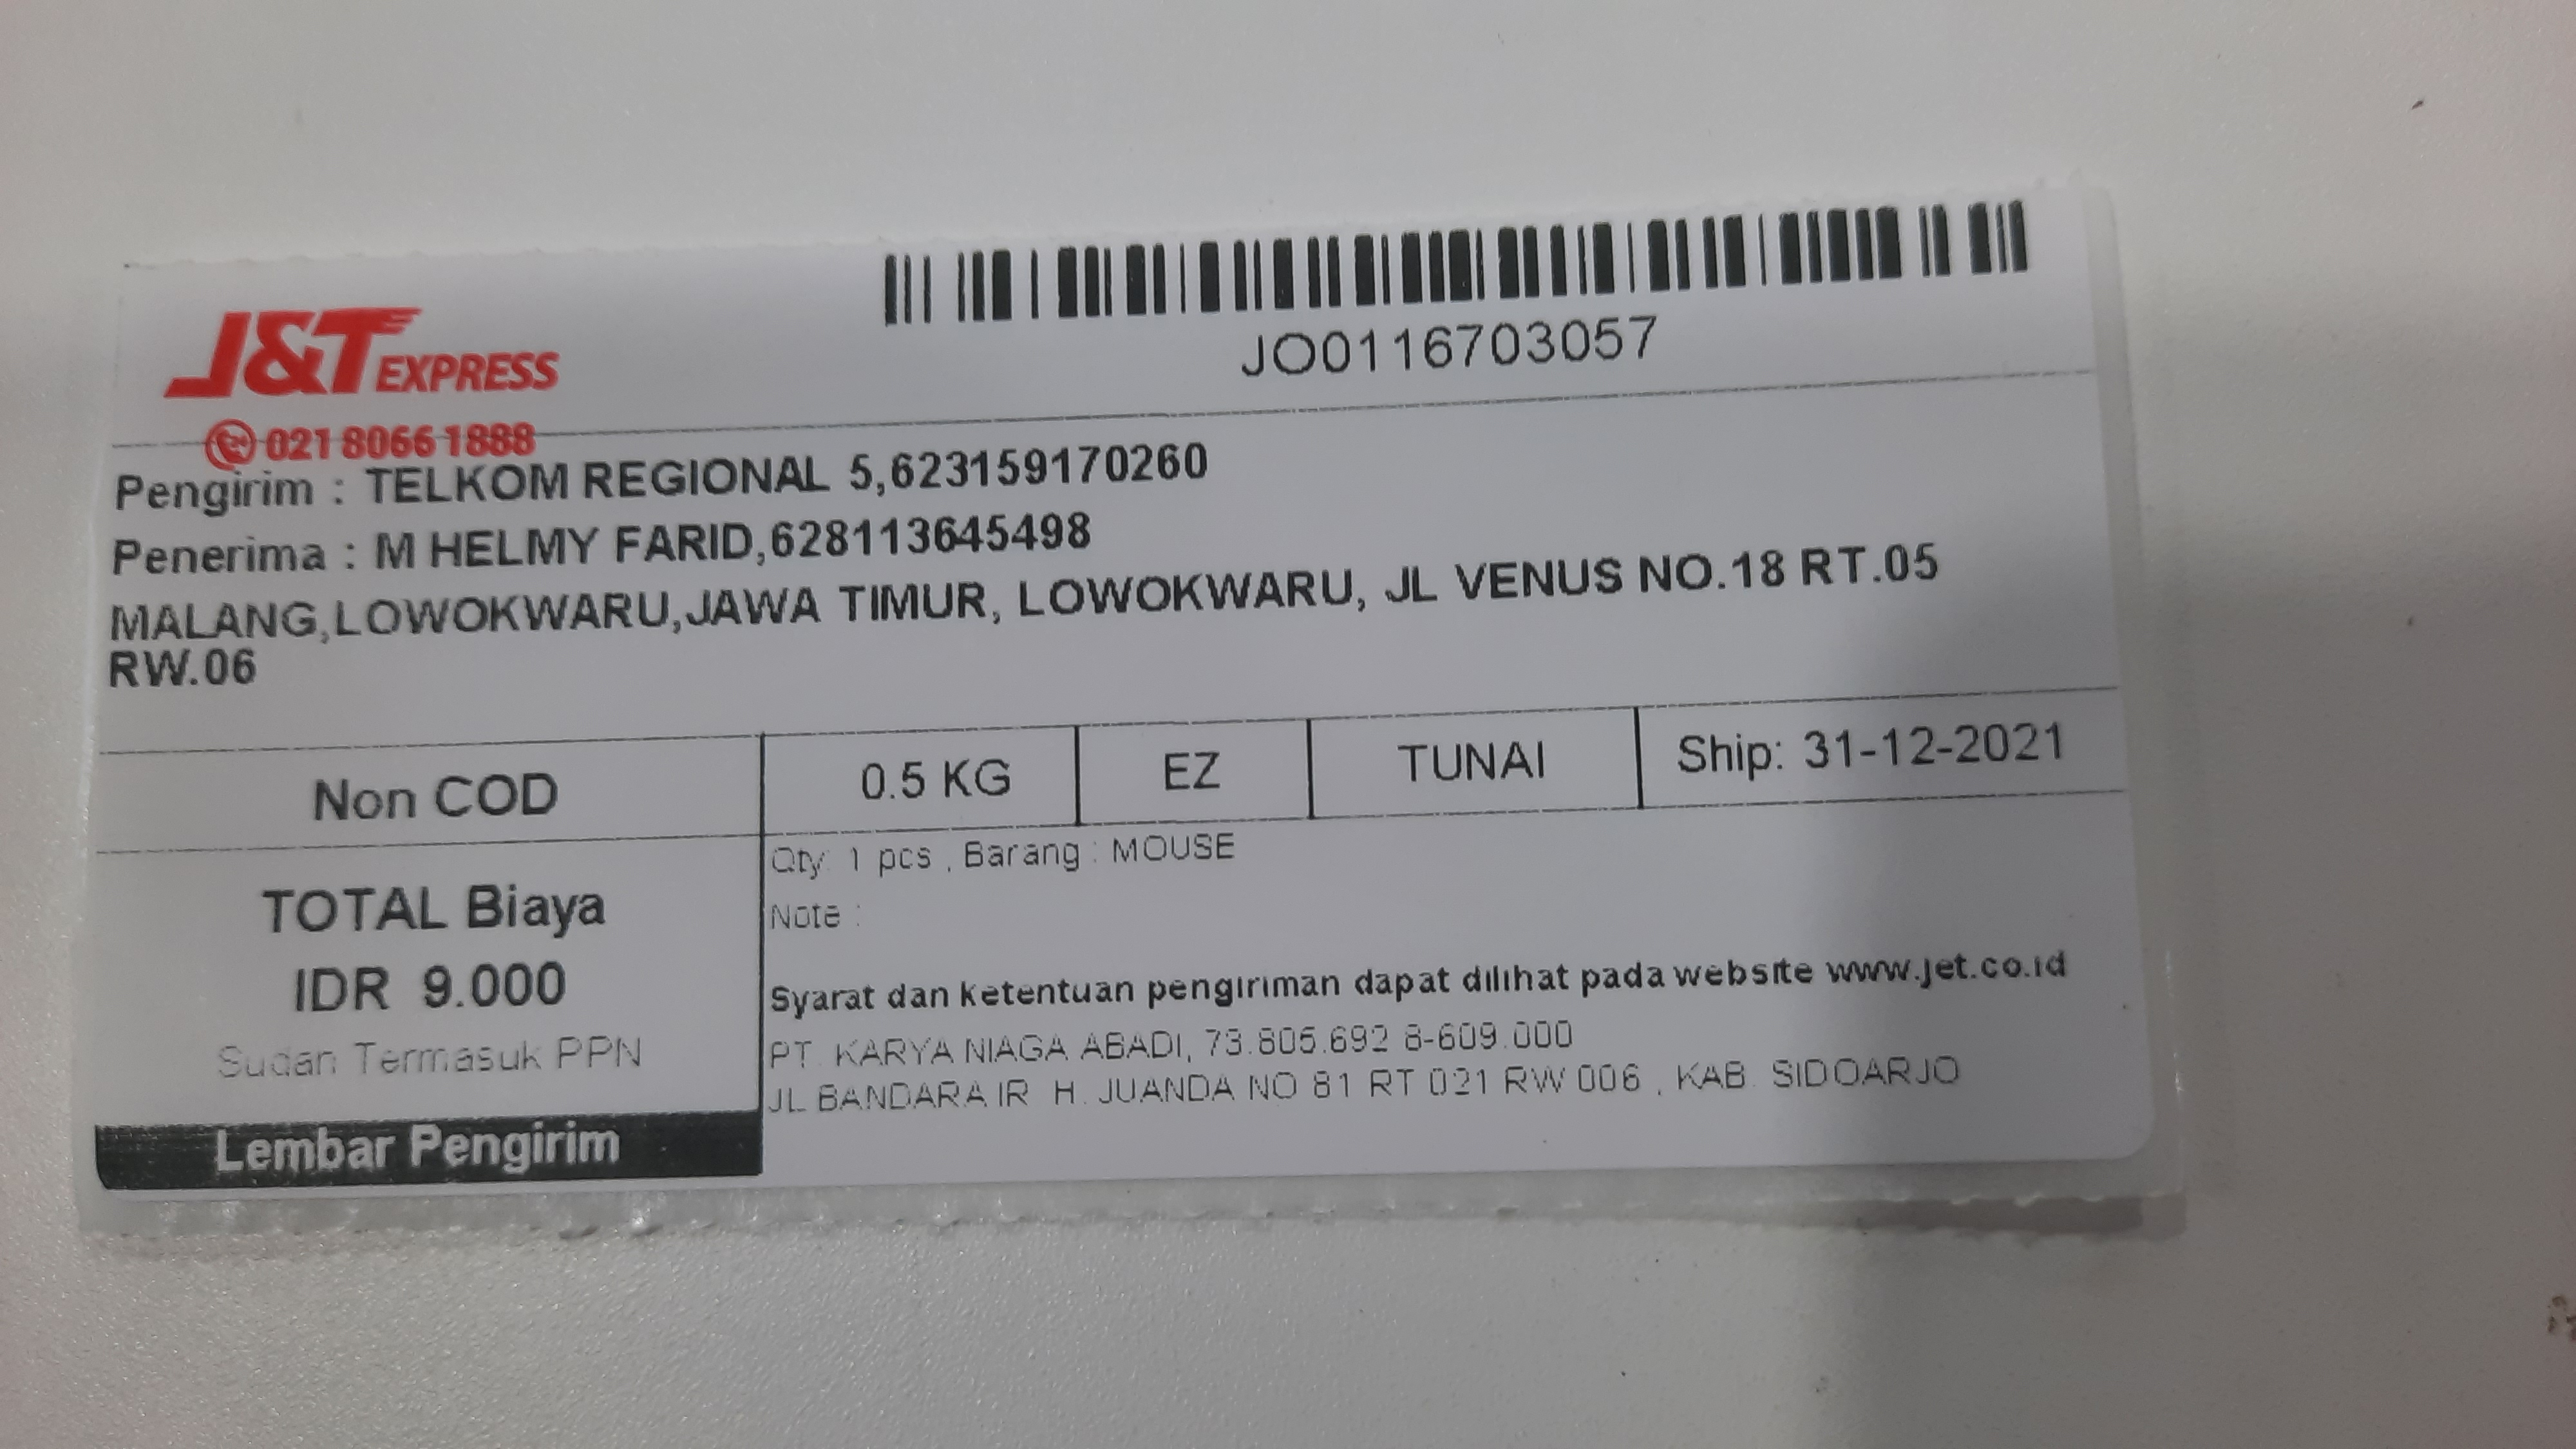 J&T EXPRESS
021 8066 1888
JO0116703057
Pengirim : TELKOM REGIONAL 5,623159170260
Penerima : M HELMY FARID,628113645498
MALANG,LOWOKWARU,JAWA TIMUR, LOWOKWARU, JL VENUS NO.18 RT.05
RW.06
Non COD
0.5 KG
EZ
TUNAI
Ship: 31-12-2021
TOTAL Biaya
IDR 9.000
Sudah Termasuk PPN
Lembar Pengirim
Qty: 1 pcs , Barang : MOUSE
Note :
Syarat dan ketentuan pengiriman dapat dilihat pada website www.jet.co.id
PT. KARYA NIAGA ABADI, 73.805.692.8-609.000
JL BANDARA IR. H. JUANDA NO 81 RT 021 RW 006 , KAB. SIDOARJO